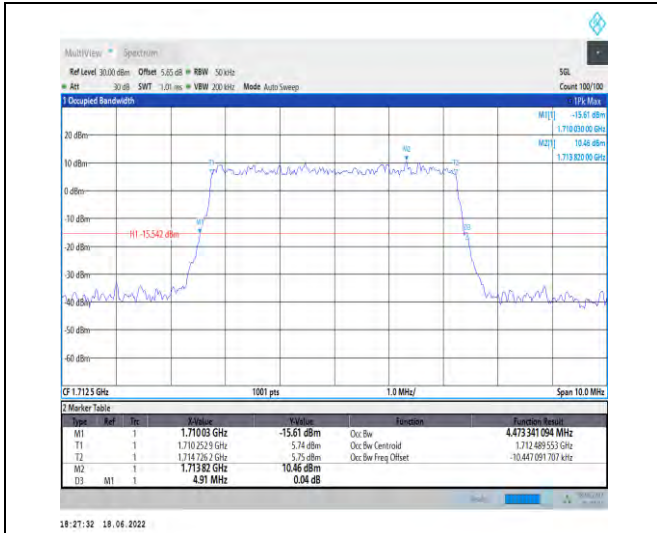 MultiView Spectrum
Ref Level 30.00 dBm Offset 5.85 dB RBW 50 kHz SGL
Att 30 dB SWT 1.01 ms VBW 200 kHz Mode Auto Sweep Count 100/100
1 Occupied Bandwidth 1Pk Max
M1[1] -15.61 dBm
1.710 030 00 GHz
20 dBm
M2[1] 10.46 dBm
1.713 820 00 GHz
M2
10 dBm
T1 T2
0 dBm
-10 dBm
M1
D3
H1 -15.542 dBm
-20 dBm
-30 dBm
-40 dBm
-50 dBm
-60 dBm
CF 1.712 5 GHz 1001 pts 1.0 MHz/ Span 10.0 MHz
2 Marker Table
Type Ref Trc X-Value Y-Value Function Function Result
M1 1 1.710 03 GHz -15.61 dBm Occ Bw 4.473 341 094 MHz
T1 1 1.710 252 9 GHz 5.74 dBm Occ Bw Centroid 1.712 489 553 GHz
T2 1 1.714 726 2 GHz 5.75 dBm Occ Bw Freq Offset -10.447 091 707 kHz
M2 1 1.713 82 GHz 10.46 dBm
D3 M1 1 4.91 MHz 0.04 dB
18:27:32 18.06.2022